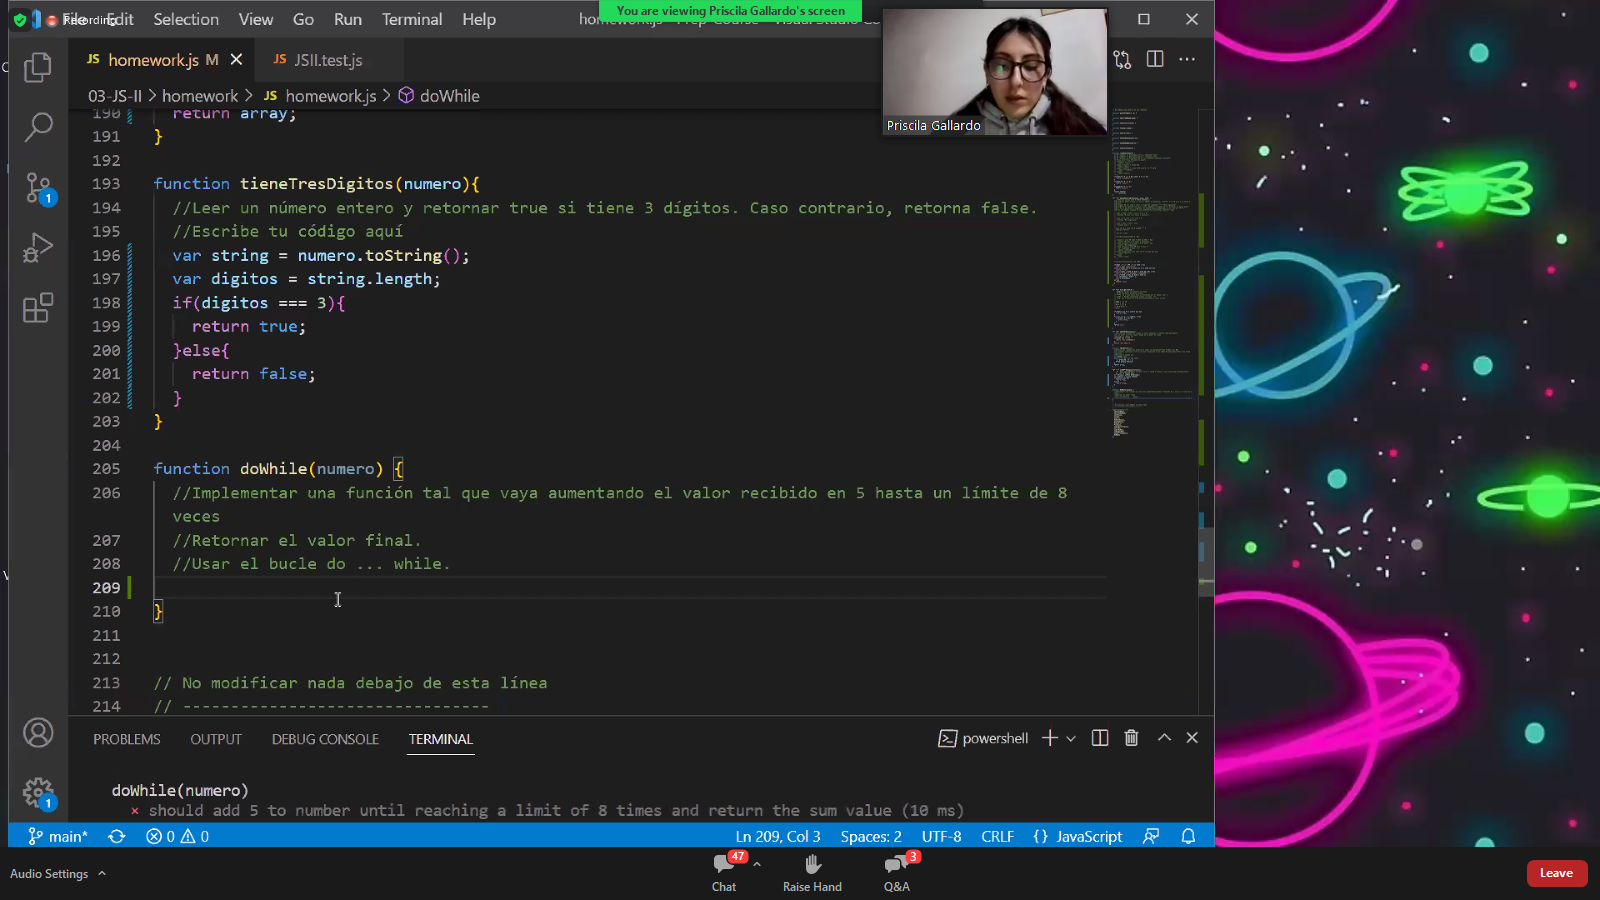 Recording
File Edit Selection View Go Run Terminal Help
You are viewing Priscila Gallardo's screen
JS homework.js M
JS JSII.test.js
03-JS-II > homework > JS homework.js > doWhile
Priscila Gallardo
190 return array;
191 }
192
193 function tieneTresDigitos(numero){
194 //Leer un número entero y retornar true si tiene 3 dígitos. Caso contrario, retorna false.
195 //Escribe tu código aquí
196 var string = numero.toString();
197 var digitos = string.length;
198 if(digitos === 3){
199 return true;
200 }else{
201 return false;
202 }
203 }
204
205 function doWhile(numero) {
206 //Implementar una función tal que vaya aumentando el valor recibido en 5 hasta un límite de 8
veces
207 //Retornar el valor final.
208 //Usar el bucle do ... while.
209
210 }
211
212
213 // No modificar nada debajo de esta línea
214 // --------------------------------
PROBLEMS OUTPUT DEBUG CONSOLE TERMINAL
powershell
doWhile(numero)
× should add 5 to number until reaching a limit of 8 times and return the sum value (10 ms)
1
1
main* 0 0
Ln 209, Col 3 Spaces: 2 UTF-8 CRLF {} JavaScript
Audio Settings
47
Chat
Raise Hand
3
Q&A
Leave